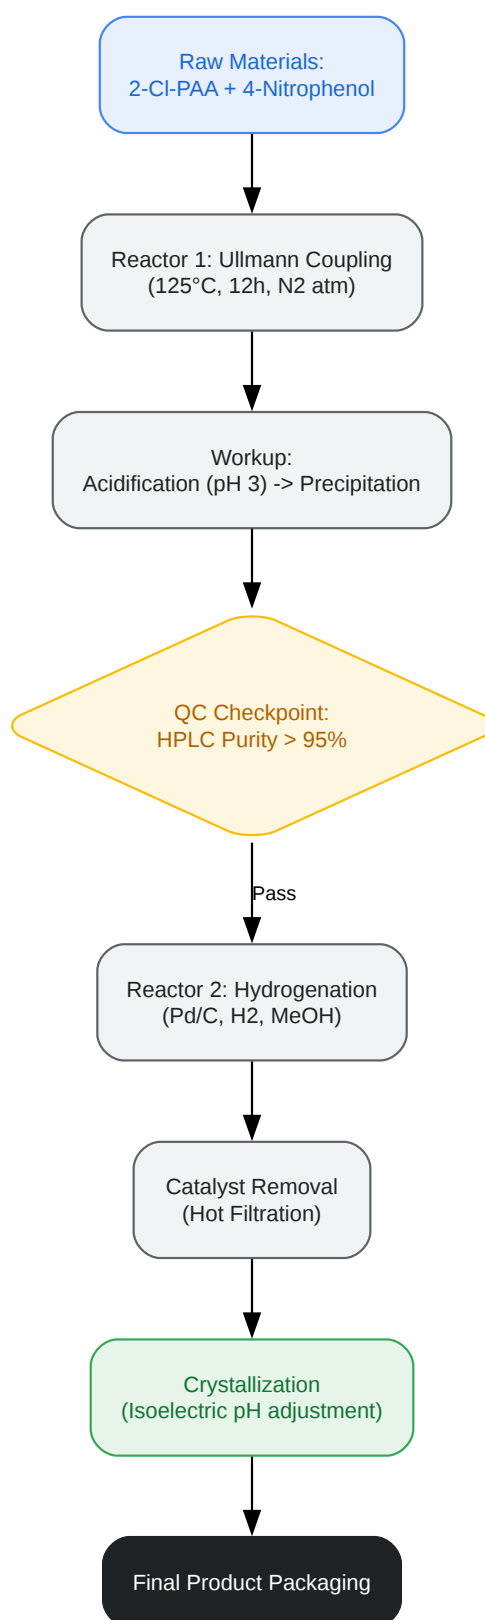 Raw Materials:
2-Cl-PAA + 4-Nitrophenol
Reactor 1: Ullmann Coupling
(125°C, 12h, N2 atm)
Workup:
Acidification (pH 3) -> Precipitation
QC Checkpoint:
HPLC Purity > 95%
Pass
Reactor 2: Hydrogenation
(Pd/C, H2, MeOH)
Catalyst Removal
(Hot Filtration)
Crystallization
(Isoelectric pH adjustment)
Final Product Packaging